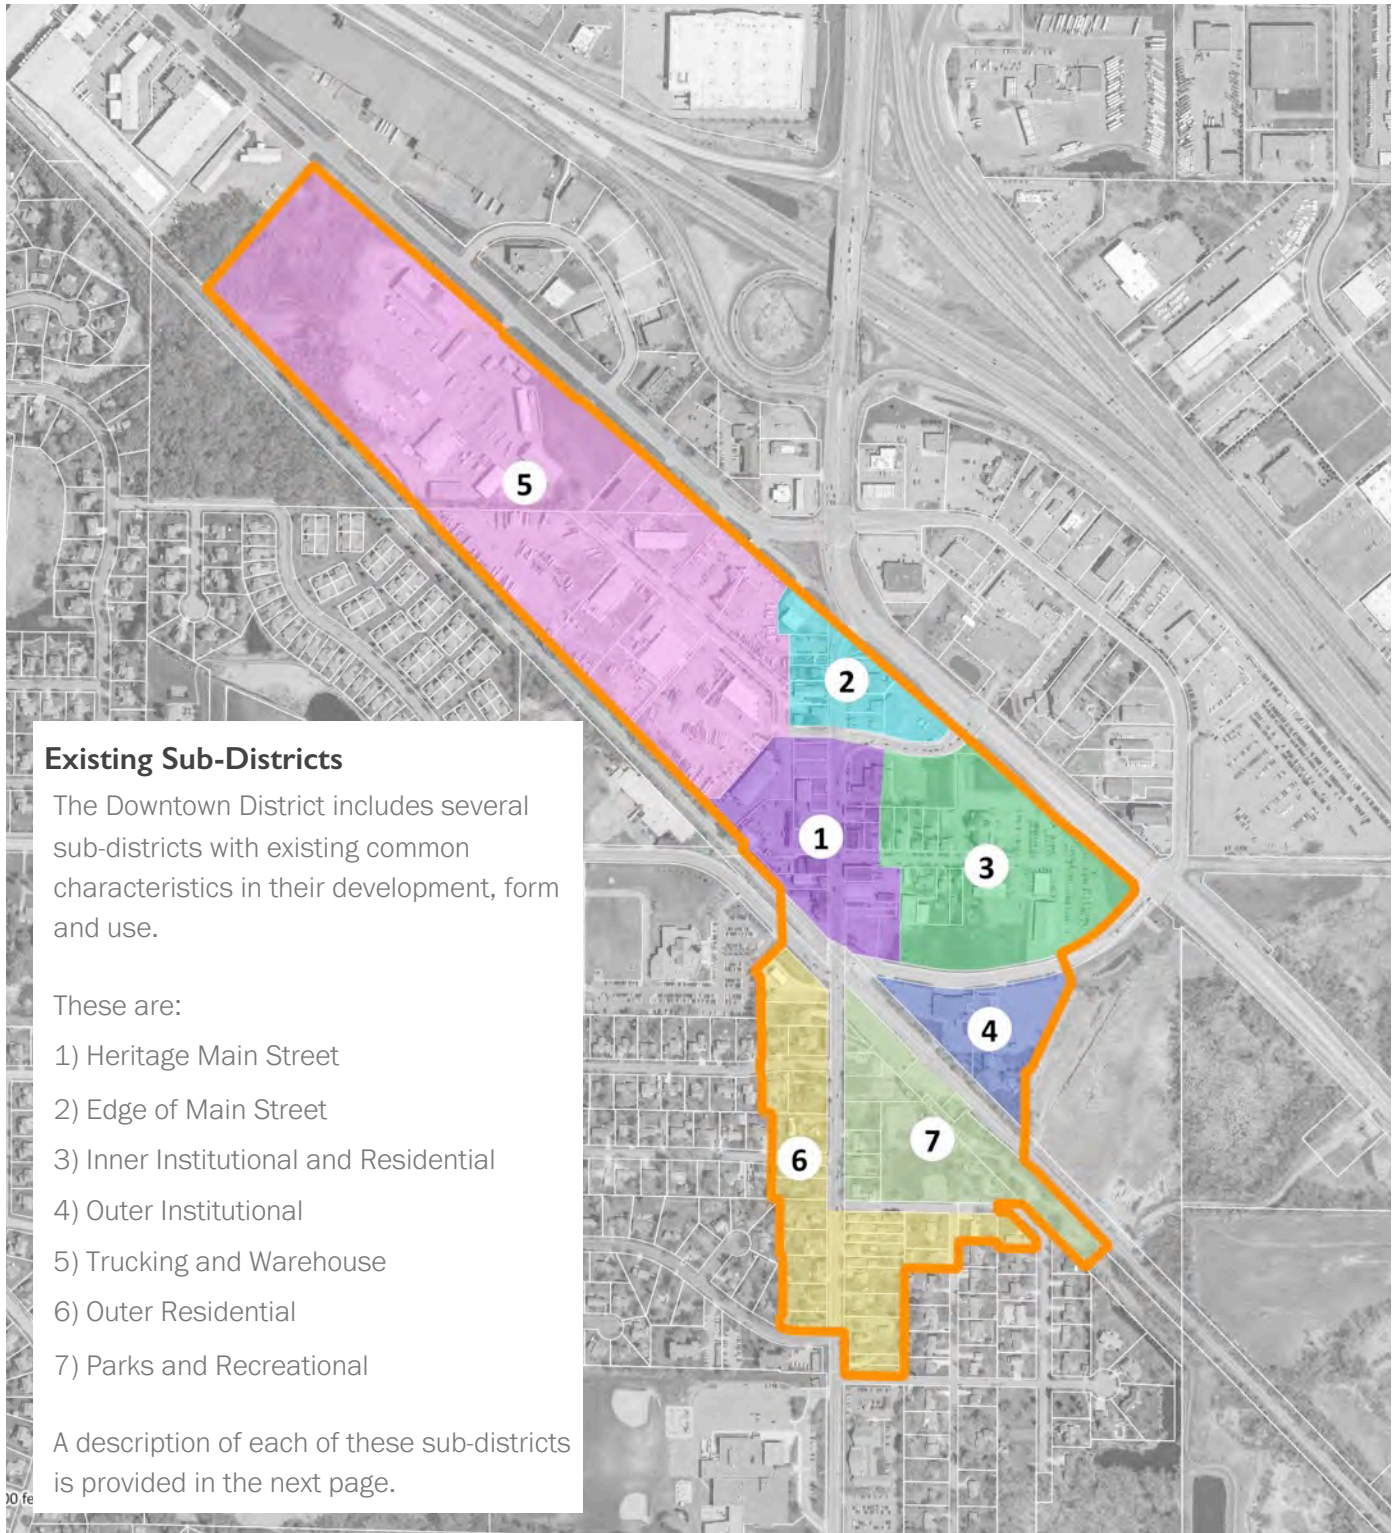 5
2
1
3
4
7
6
Existing Sub-Districts
The Downtown District includes several
sub-districts with existing common
characteristics in their development, form
and use.
These are:
1) Heritage Main Street
2) Edge of Main Street
3) Inner Institutional and Residential
4) Outer Institutional
5) Trucking and Warehouse
6) Outer Residential
7) Parks and Recreational
A description of each of these sub-districts
is provided in the next page.